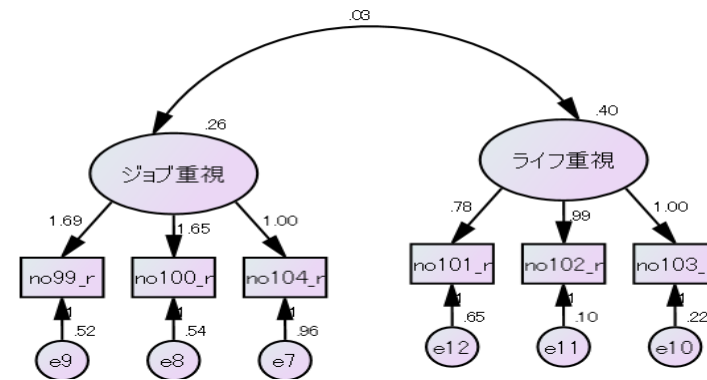 .03
.26
.40
ジョブ重視
ライフ重視
1.69
1.65
1.00
.78
.99
1.00
no99_r
no100_r
no104_r
no101_r
no102_r
no103_
1
1
1
1
1
1
.52
.54
.96
.65
.10
.22
e9
e8
e7
e12
e11
e10